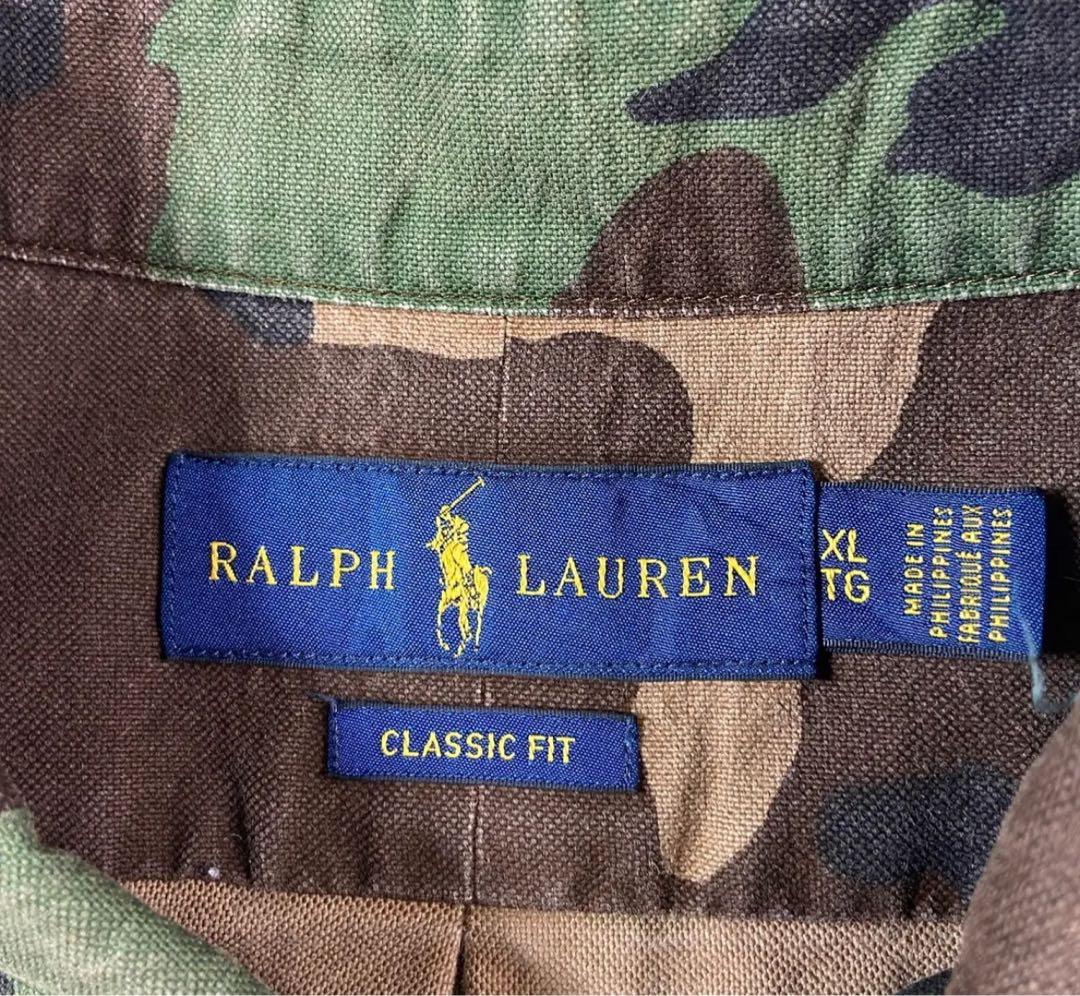 RALPH LAUREN
XL
TG
MADE IN
PHILIPPINES
FABRIQUÉ AUX
PHILIPPINES
CLASSIC FIT